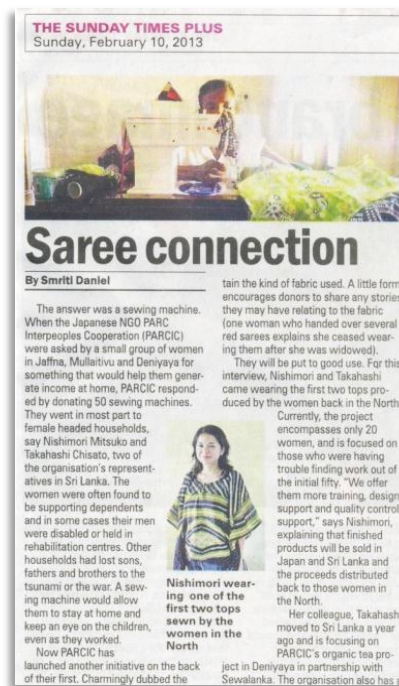 THE SUNDAY TIMES PLUS
Sunday, February 10, 2013
Saree connection
By Smriti Daniel
The answer was a sewing machine.
When the Japanese NGO PARC
Interpeoples Cooperation (PARCIC)
were asked by a small group of women
in Jaffna, Mullaitivu and Deniyaya for
something that would help them gener-
ate income at home, PARCIC respond-
ed by donating 50 sewing machines.
They went in most part to
female headed households,
say Nishimori Mitsuko and
Takahashi Chisato, two of
the organisation's represent-
atives in Sri Lanka. The
women were often found to
be supporting dependents
and in some cases their men
were disabled or held in
rehabilitation centres. Other
households had lost sons,
fathers and brothers to the
tsunami or the war. A sew-
ing machine would allow
them to stay at home and
keep an eye on the children,
even as they worked.
Now PARCIC has
launched another initiative on the back
of their first. Charmingly dubbed the
Nishimori wear-
ing one of the
first two tops
sewn by the
women in the
North
tain the kind of fabric used. A little form
encourages donors to share any stories
they may have relating to the fabric
(one woman who handed over several
red sarees explains she ceased wear-
ing them after she was widowed).
They will be put to good use. For this
interview, Nishimori and Takahashi
came wearing the first two tops pro-
duced by the women back in the North.
Currently, the project
encompasses only 20
women, and is focused on
those who were having
trouble finding work out of
the initial fifty. "We offer
them more training, design
support and quality control
support," says Nishimori,
explaining that finished
products will be sold in
Japan and Sri Lanka and
the proceeds distributed
back to those women in
the North.
Her colleague, Takahash
moved to Sri Lanka a year
ago and is focusing on
PARCIC's organic tea pro-
ject in Deniyaya in partnership with
Sewalanka. The organisation also has